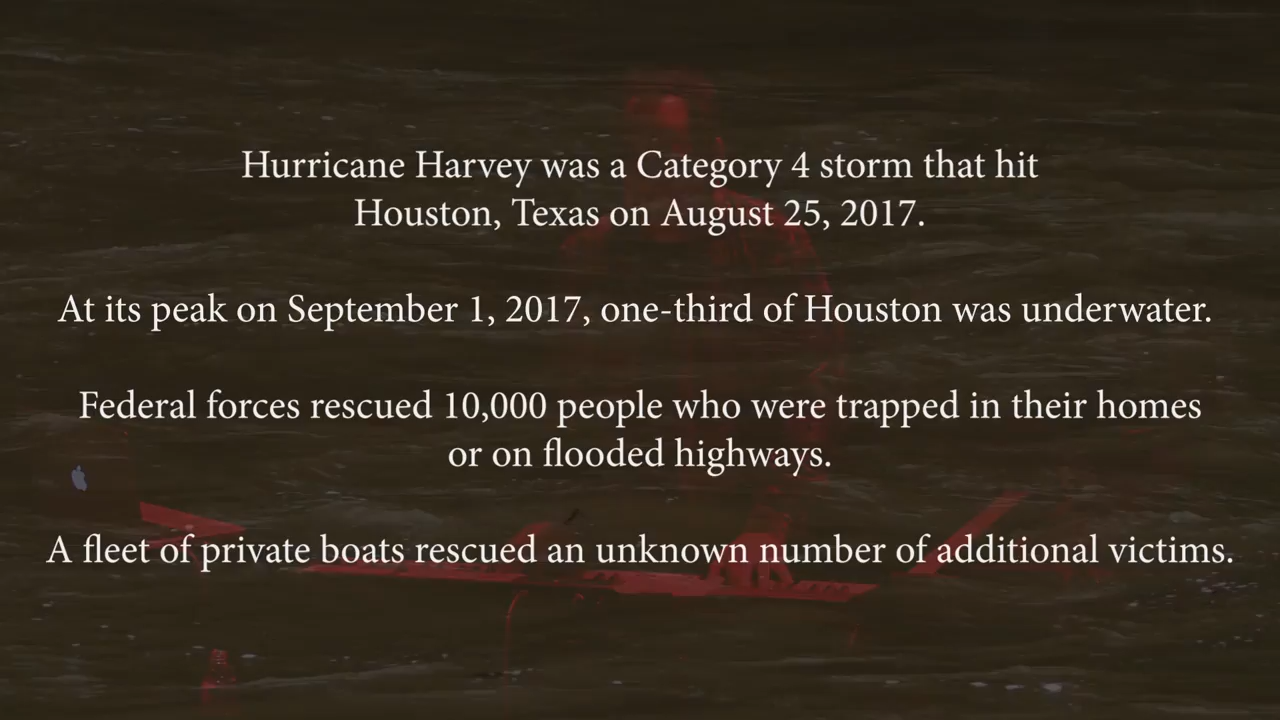 Hurricane Harvey was a Category 4 storm that hit
Houston, Texas on August 25, 2017.
At its peak on September 1, 2017, one-third of Houston was underwater.
Federal forces rescued 10,000 people who were trapped in their homes
or on flooded highways.
A fleet of private boats rescued an unknown number of additional victims.